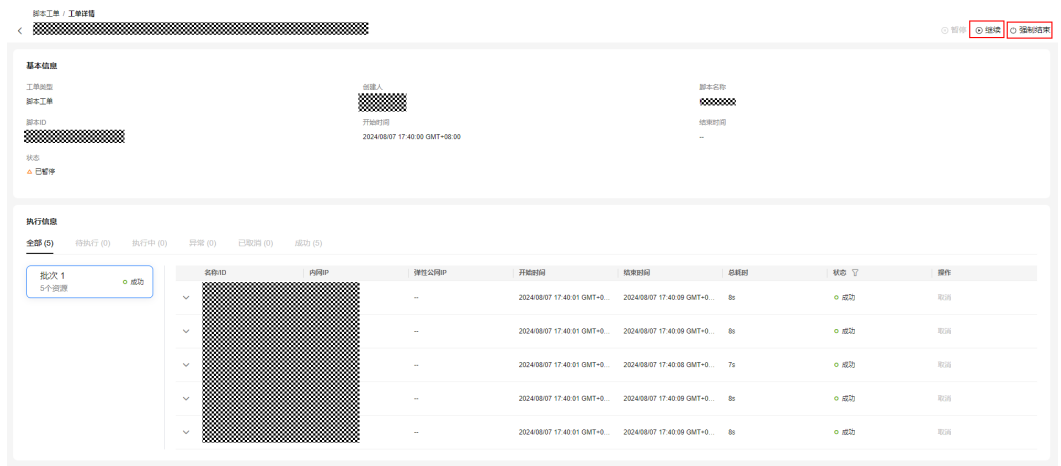 脚本工单 / 工单详情
暂停 继续 强制结束
基本信息
工单类型 创建人 脚本名称
脚本工单
脚本ID 开始时间 结束时间
2024/08/07 17:40:00 GMT+08:00 --
状态
已暂停
执行信息
全部 (5) 待执行 (0) 执行中 (0) 异常 (0) 已取消 (0) 成功 (5)
批次 1 成功
5个资源
名称/ID 内网IP 弹性公网IP 开始时间 结束时间 总耗时 状态 操作
-- 2024/08/07 17:40:01 GMT+0... 2024/08/07 17:40:09 GMT+0... 8s 成功 取消
-- 2024/08/07 17:40:01 GMT+0... 2024/08/07 17:40:09 GMT+0... 8s 成功 取消
-- 2024/08/07 17:40:01 GMT+0... 2024/08/07 17:40:08 GMT+0... 7s 成功 取消
-- 2024/08/07 17:40:01 GMT+0... 2024/08/07 17:40:09 GMT+0... 8s 成功 取消
-- 2024/08/07 17:40:01 GMT+0... 2024/08/07 17:40:09 GMT+0... 8s 成功 取消